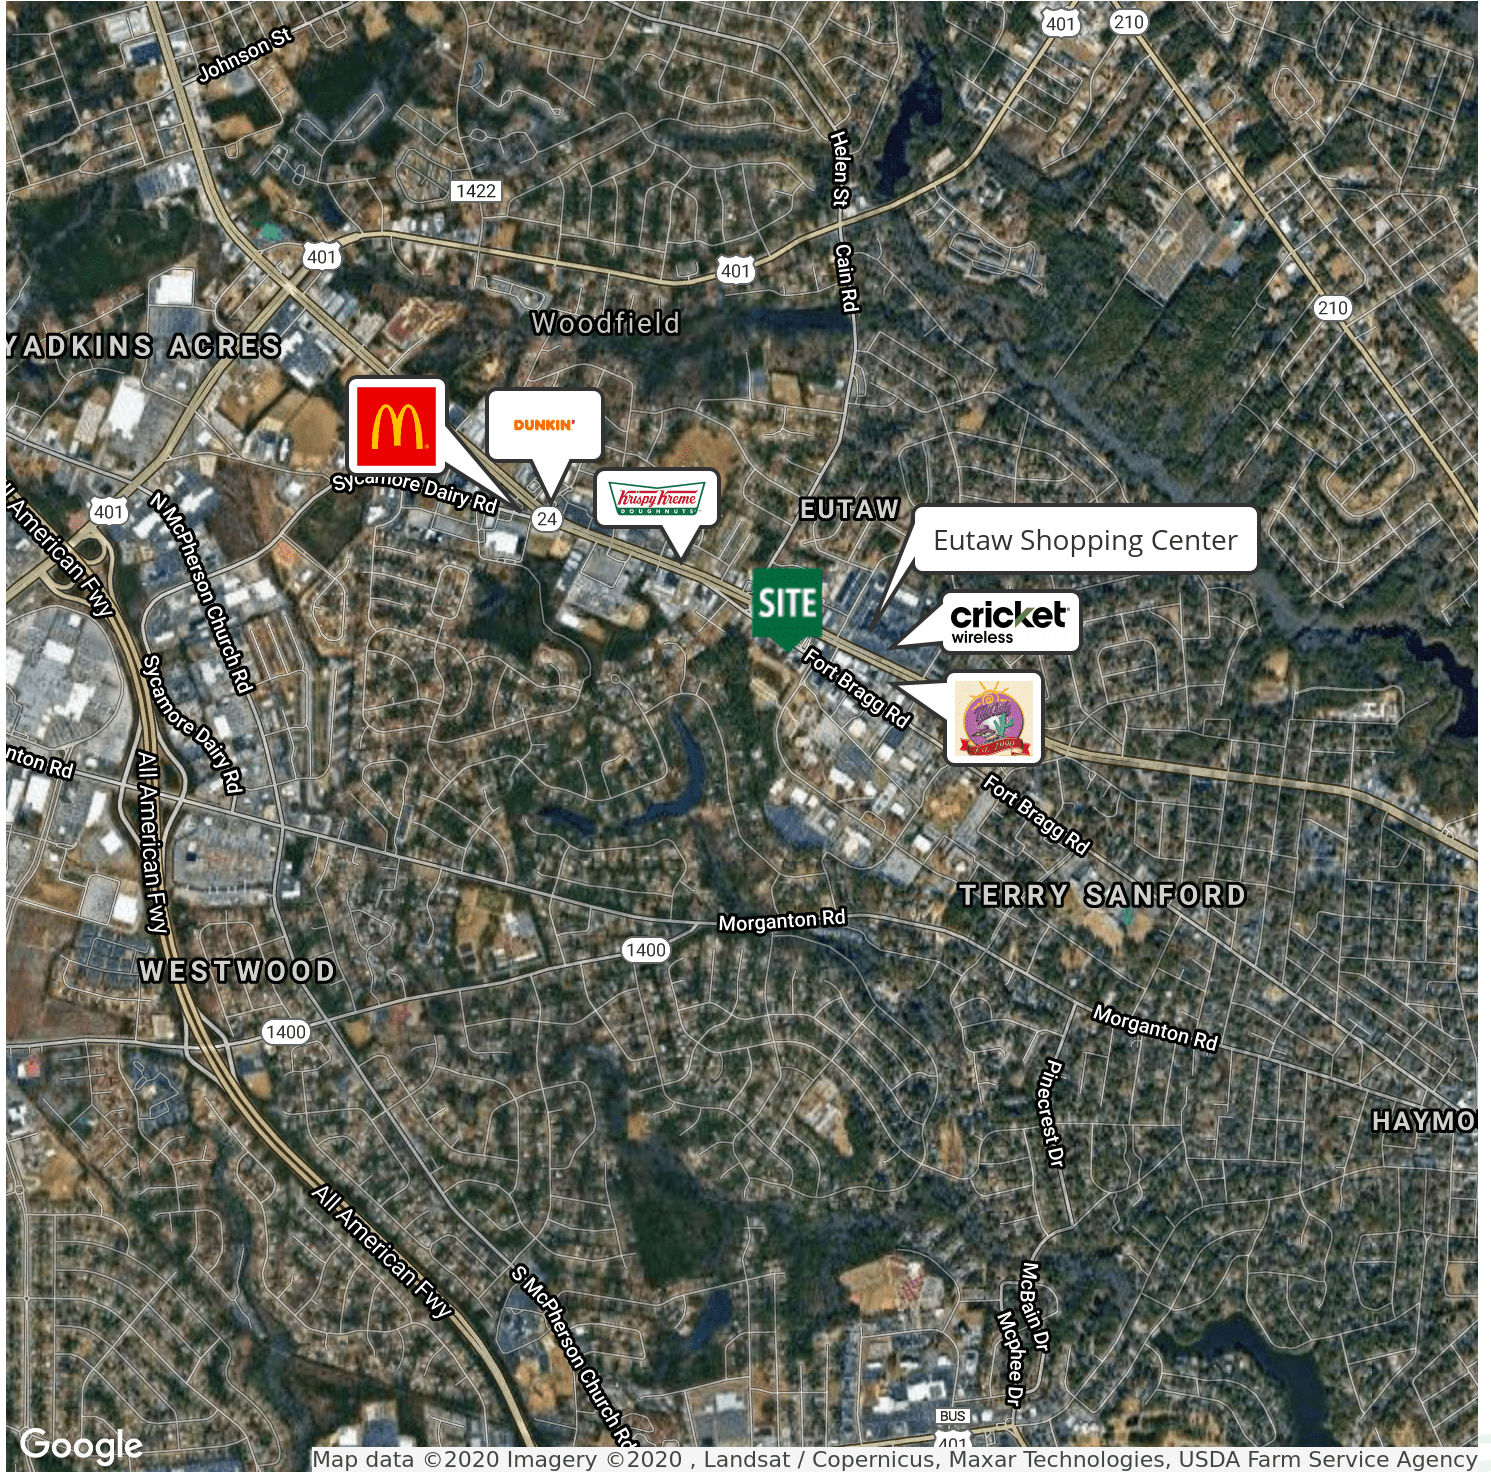 401
210
Johnson St
Helen St
1422
401
401
Cain Rd
210
Woodfield
YADKINS ACRES
DUNKIN'
Sycamore Dairy Rd
Krispy Kreme
DOUGHNUTS
401
24
EUTAW
Eutaw Shopping Center
ll American Fwy
N McPherson Church Rd
SITE
cricket
wireless
Fort Bragg Rd
Est. 1990
Sycamore Dairy Rd
nton Rd
All American Fwy
Fort Bragg Rd
TERRY SANFORD
Morganton Rd
1400
WESTWOOD
1400
Morganton Rd
Pinecrest Dr
HAYMO
All American Fwy
S McPherson Church Rd
McBain Dr
Mcphee Dr
BUS
401
Google
Map data ©2020 Imagery ©2020 , Landsat / Copernicus, Maxar Technologies, USDA Farm Service Agency